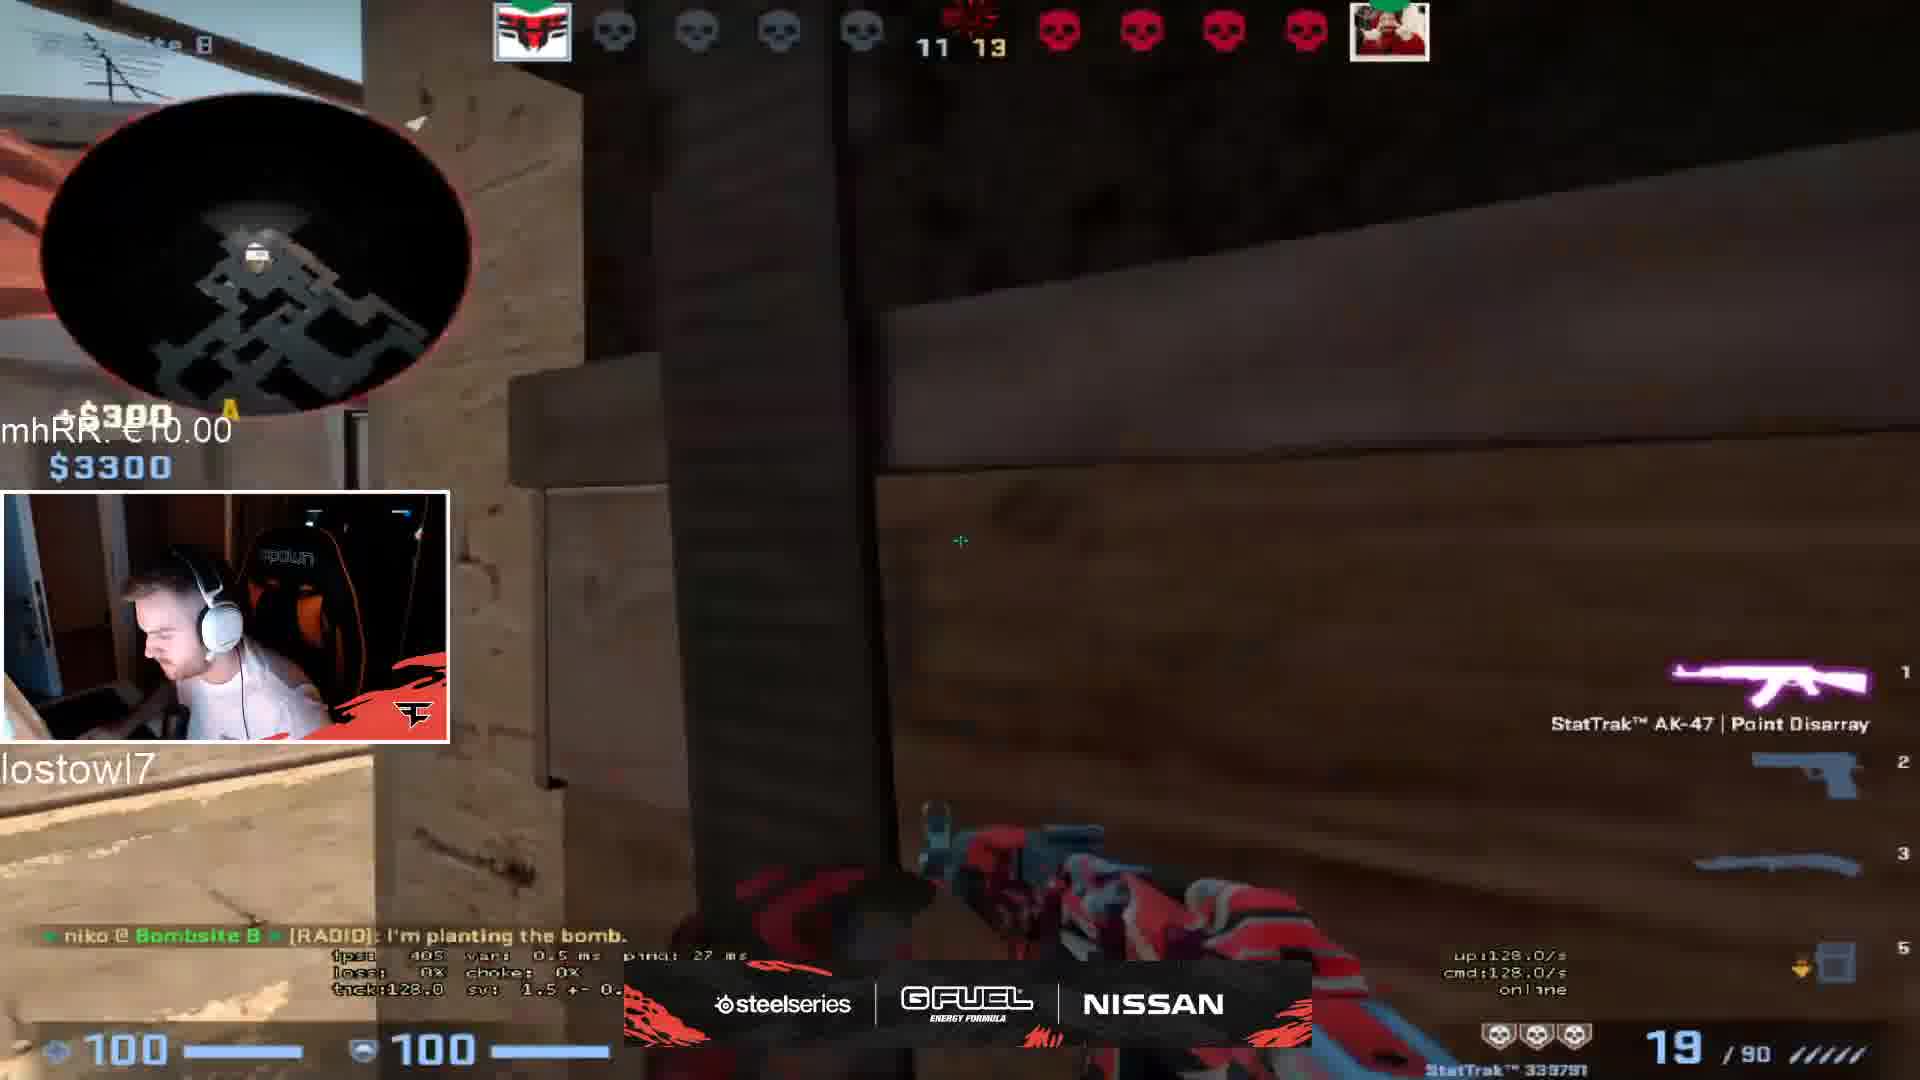 11 13
+$300
A
mhRR: €10.00
$3300
lostowl7
niko @ Bombsite B [RADIO]: I'm planting the bomb.
fps: 405 var: 0.5 ms ping: 27 ms
loss: 0% choke: 0%
tick:128.0 sv: 1.5 +- 0.
steelseries
GFUEL
ENERGY FORMULA
NISSAN
1
StatTrak™ AK-47 | Point Disarray
2
3
5
up:128.0/s
cmd:128.0/s
online
100
100
19 / 90
StatTrak™ 339791